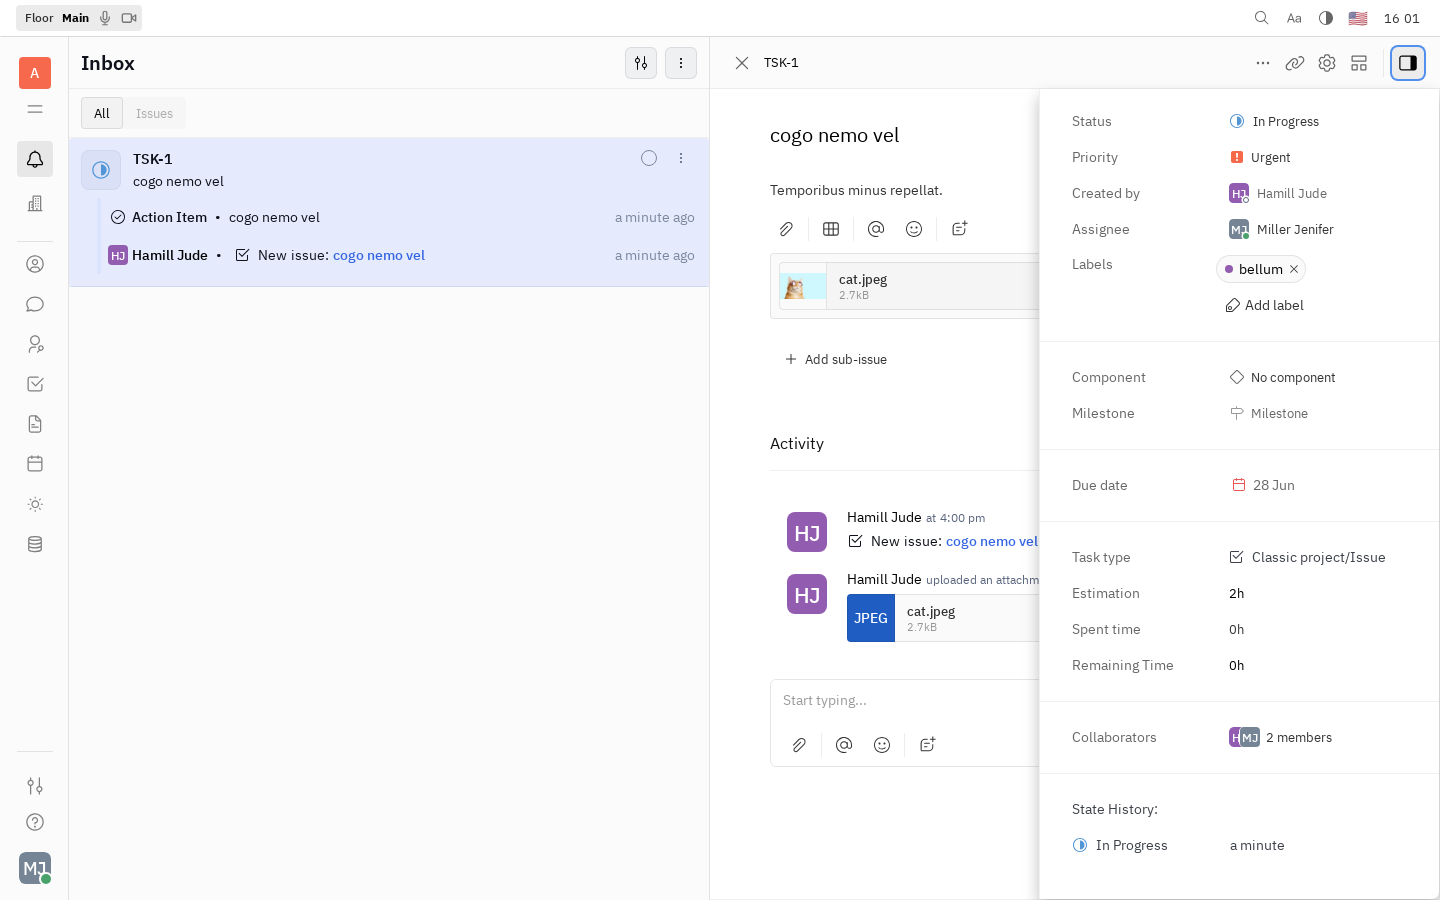 Floor Main
Aa
16 01
A
Inbox
All
Issues
TSK-1
cogo nemo vel
Action Item • cogo nemo vel
a minute ago
HJ Hamill Jude • New issue: cogo nemo vel
a minute ago
MJ
TSK-1
cogo nemo vel
Temporibus minus repellat.
cat.jpeg
2.7kB
Add sub-issue
Activity
HJ
Hamill Jude at 4:00 pm
New issue: cogo nemo vel
HJ
Hamill Jude uploaded an attachm
JPEG
cat.jpeg
2.7kB
Start typing...
Status
In Progress
Priority
Urgent
Created by
HJ Hamill Jude
Assignee
MJ Miller Jenifer
Labels
bellum
Add label
Component
No component
Milestone
Milestone
Due date
28 Jun
Task type
Classic project/Issue
Estimation
2h
Spent time
0h
Remaining Time
0h
Collaborators
H MJ 2 members
State History:
In Progress
a minute